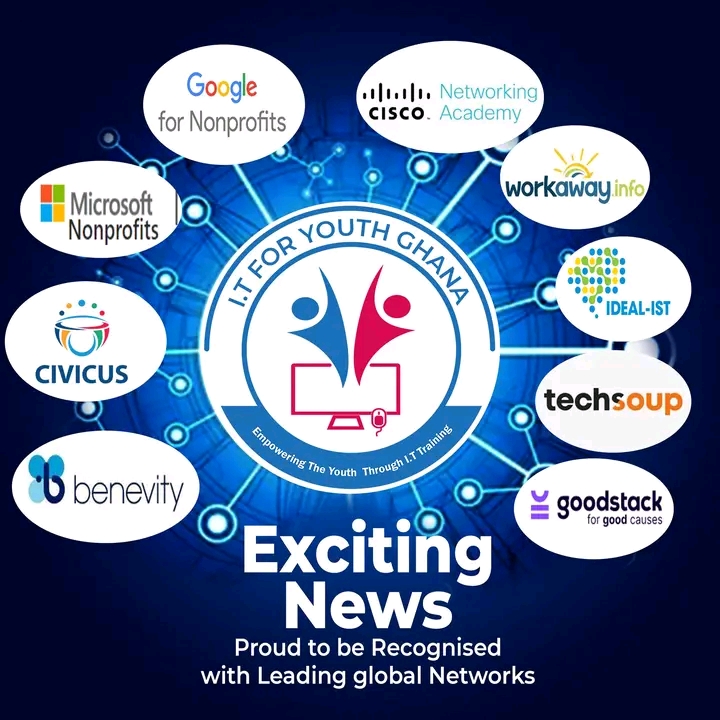 Google
for Nonprofits
CISCO
Networking
Academy
Microsoft
Nonprofits
workaway.info
I.T FOR YOUTH GHANA
IDEAL-IST
CIVICUS
techsoup
Empowering The Youth Through I.T Training
benevity
goodstack
for good causes
Exciting
News
Proud to be Recognised
with Leading global Networks